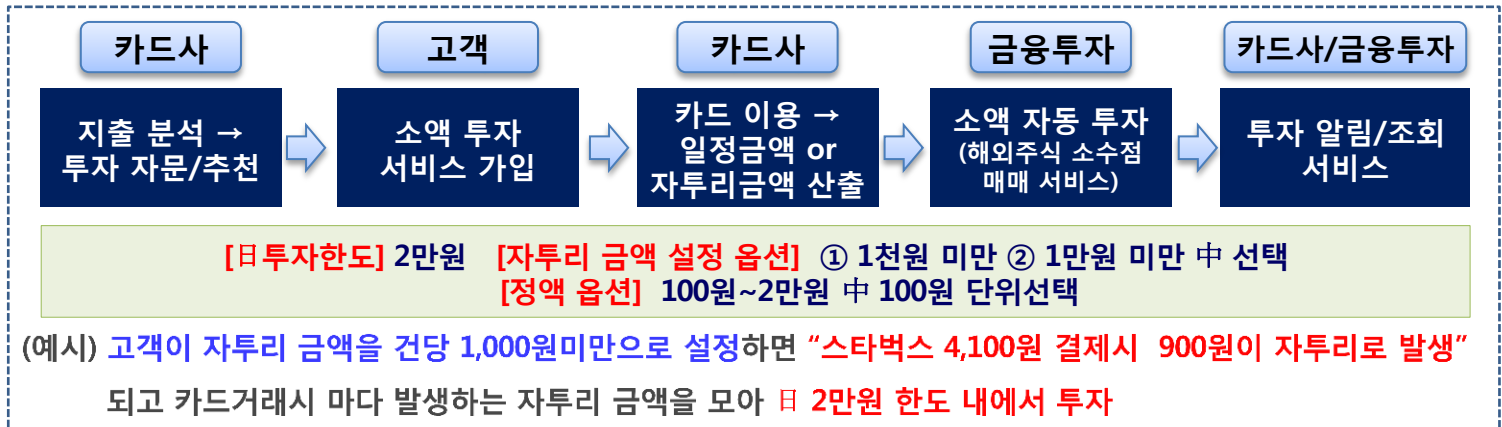 카드사
고객
카드사
금융투자
카드사/금융투자
지출 분석 →
투자 자문/추천
소액 투자
서비스 가입
카드 이용 →
일정금액 or
자투리금액 산출
소액 자동 투자
(해외주식 소수점
매매 서비스)
투자 알림/조회
서비스
[日투자한도] 2만원 [자투리 금액 설정 옵션] ① 1천원 미만 ② 1만원 미만 中 선택
[정액 옵션] 100원~2만원 中 100원 단위선택
(예시) 고객이 자투리 금액을 건당 1,000원미만으로 설정하면 “스타벅스 4,100원 결제시 900원이 자투리로 발생”
되고 카드거래시 마다 발생하는 자투리 금액을 모아 日 2만원 한도 내에서 투자